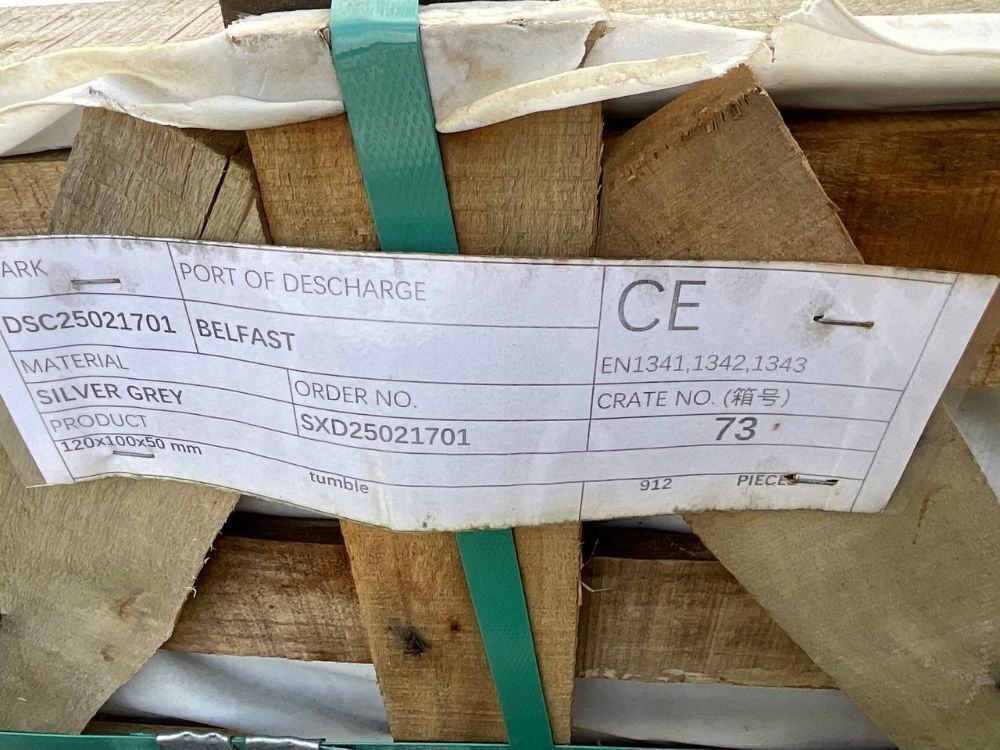 ARK
PORT OF DESCHARGE
CE
DSC25021701
BELFAST
EN1341,1342,1343
MATERIAL
ORDER NO.
CRATE NO. (箱号)
SILVER GREY
SXD25021701
73
PRODUCT
120x100x50 mm
tumble
912
PIECES